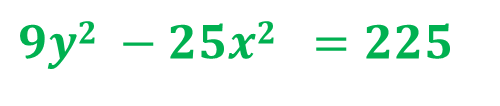 9y² − 25x² = 225